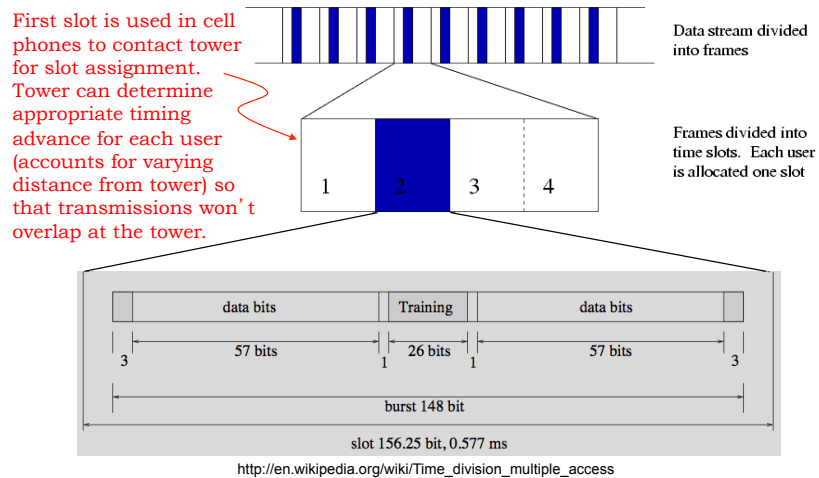 First slot is used in cell
phones to contact tower
for slot assignment.
Tower can determine
appropriate timing
advance for each user
(accounts for varying
distance from tower) so
that transmissions won't
overlap at the tower.
Data stream divided
into frames
Frames divided into
time slots. Each user
is allocated one slot
1 2 3 4
data bits Training data bits
3 57 bits 1 26 bits 1 57 bits 3
burst 148 bit
slot 156.25 bit, 0.577 ms
http://en.wikipedia.org/wiki/Time_division_multiple_access